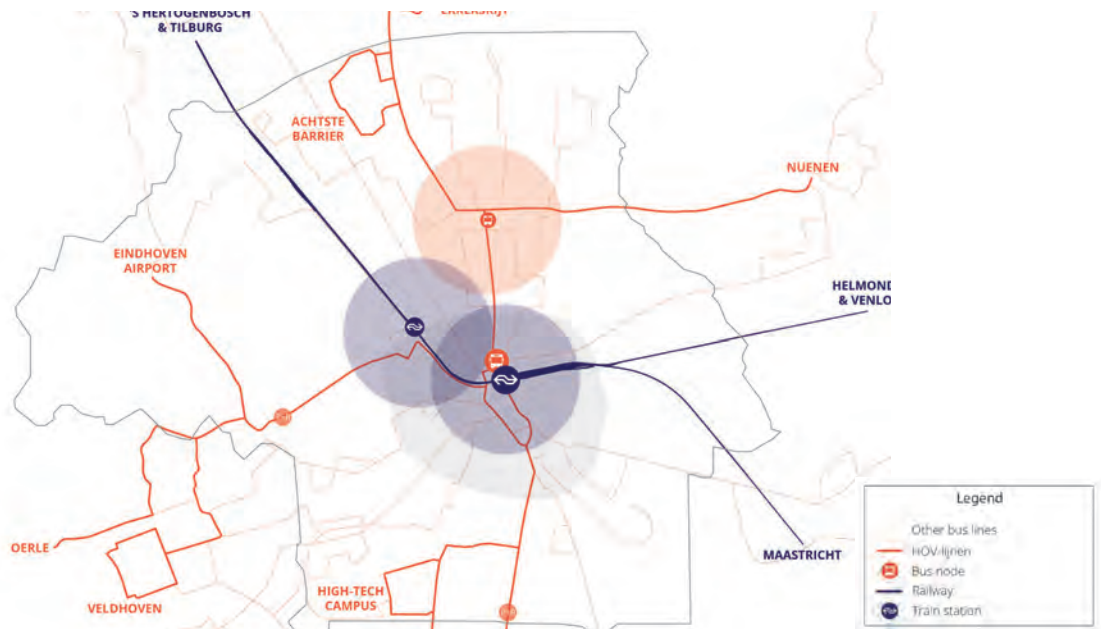 'S HERTOGENBOSCH
& TILBURG
EKKERSRIJT
ACHTSTE
BARRIER
NUENEN
EINDHOVEN
AIRPORT
HELMOND
& VENLO
OERLE
VELDHOVEN
HIGH-TECH
CAMPUS
MAASTRICHT
Legend
Other bus lines
HOV-lijnen
Bus node
Railway
Train station